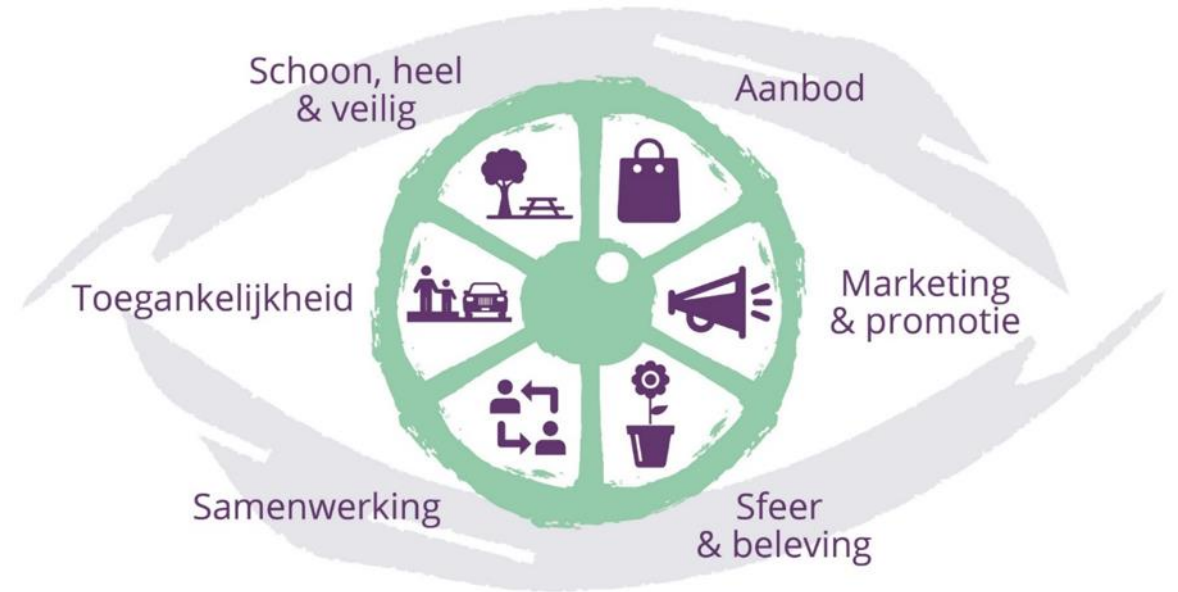 Schoon, heel
& veilig
Aanbod
Toegankelijkheid
Marketing
& promotie
Samenwerking
Sfeer
& beleving